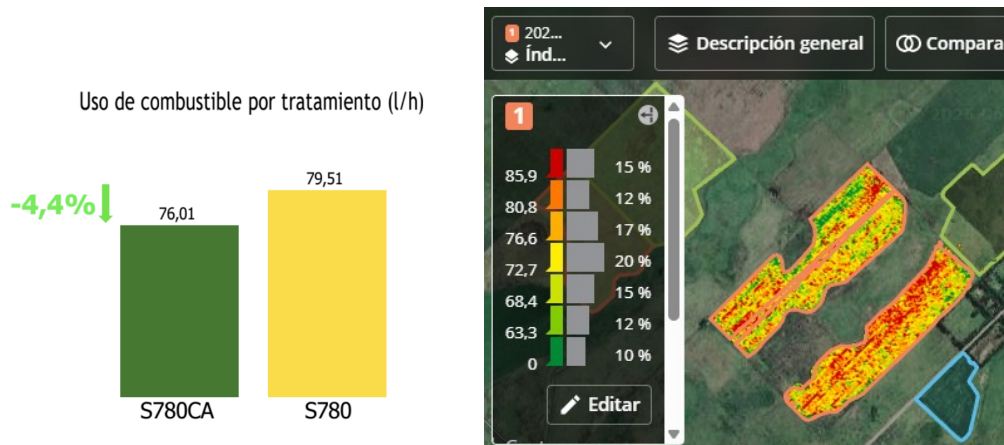 Uso de combustible por tratamiento (l/h)
-4,4%
76,01
79,51
S780CA
S780
1 202...
Índ...
Descripción general
Compara
1
85,9
15 %
80,8
12 %
76,6
17 %
72,7
20 %
68,4
15 %
63,3
12 %
0
10 %
Editar